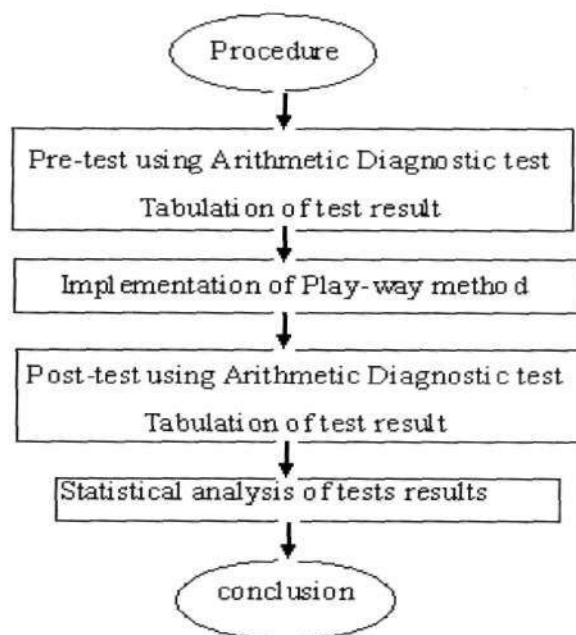 Procedure
Pre-test using Arithmetic Diagnostic test
Tabulation of test result
Implementation of Play-way method
Post-test using Arithmetic Diagnostic test
Tabulation of test result
Statistical analysis of tests results
conclusion